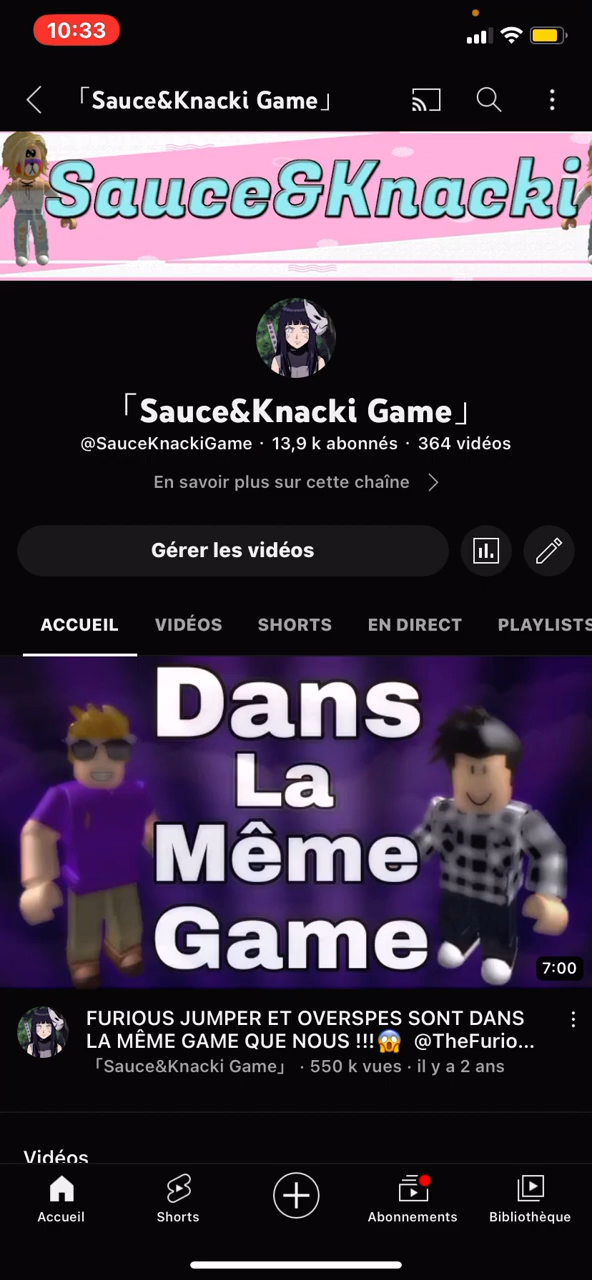 10:33
「Sauce&Knacki Game」
Sauce&Knacki
「Sauce&Knacki Game」
@SauceKnackiGame · 13,9 k abonnés · 364 vidéos
En savoir plus sur cette chaîne
Gérer les vidéos
ACCUEIL VIDÉOS SHORTS EN DIRECT PLAYLISTS
Dans
La
Même
Game
7:00
FURIOUS JUMPER ET OVERSPES SONT DANS
LA MÊME GAME QUE NOUS !!!😱 @TheFurio...
「Sauce&Knacki Game」 · 550 k vues · il y a 2 ans
Vidéos
Accueil Shorts Abonnements Bibliothèque